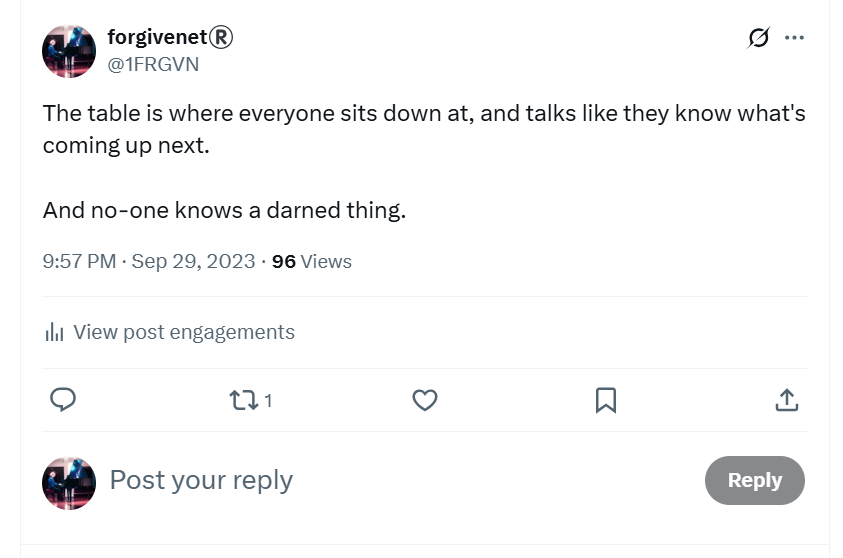 forgivenet®
@1FRGVN
The table is where everyone sits down at, and talks like they know what's
coming up next.
And no-one knows a darned thing.
9:57 PM · Sep 29, 2023 · 96 Views
View post engagements
1
Post your reply
Reply